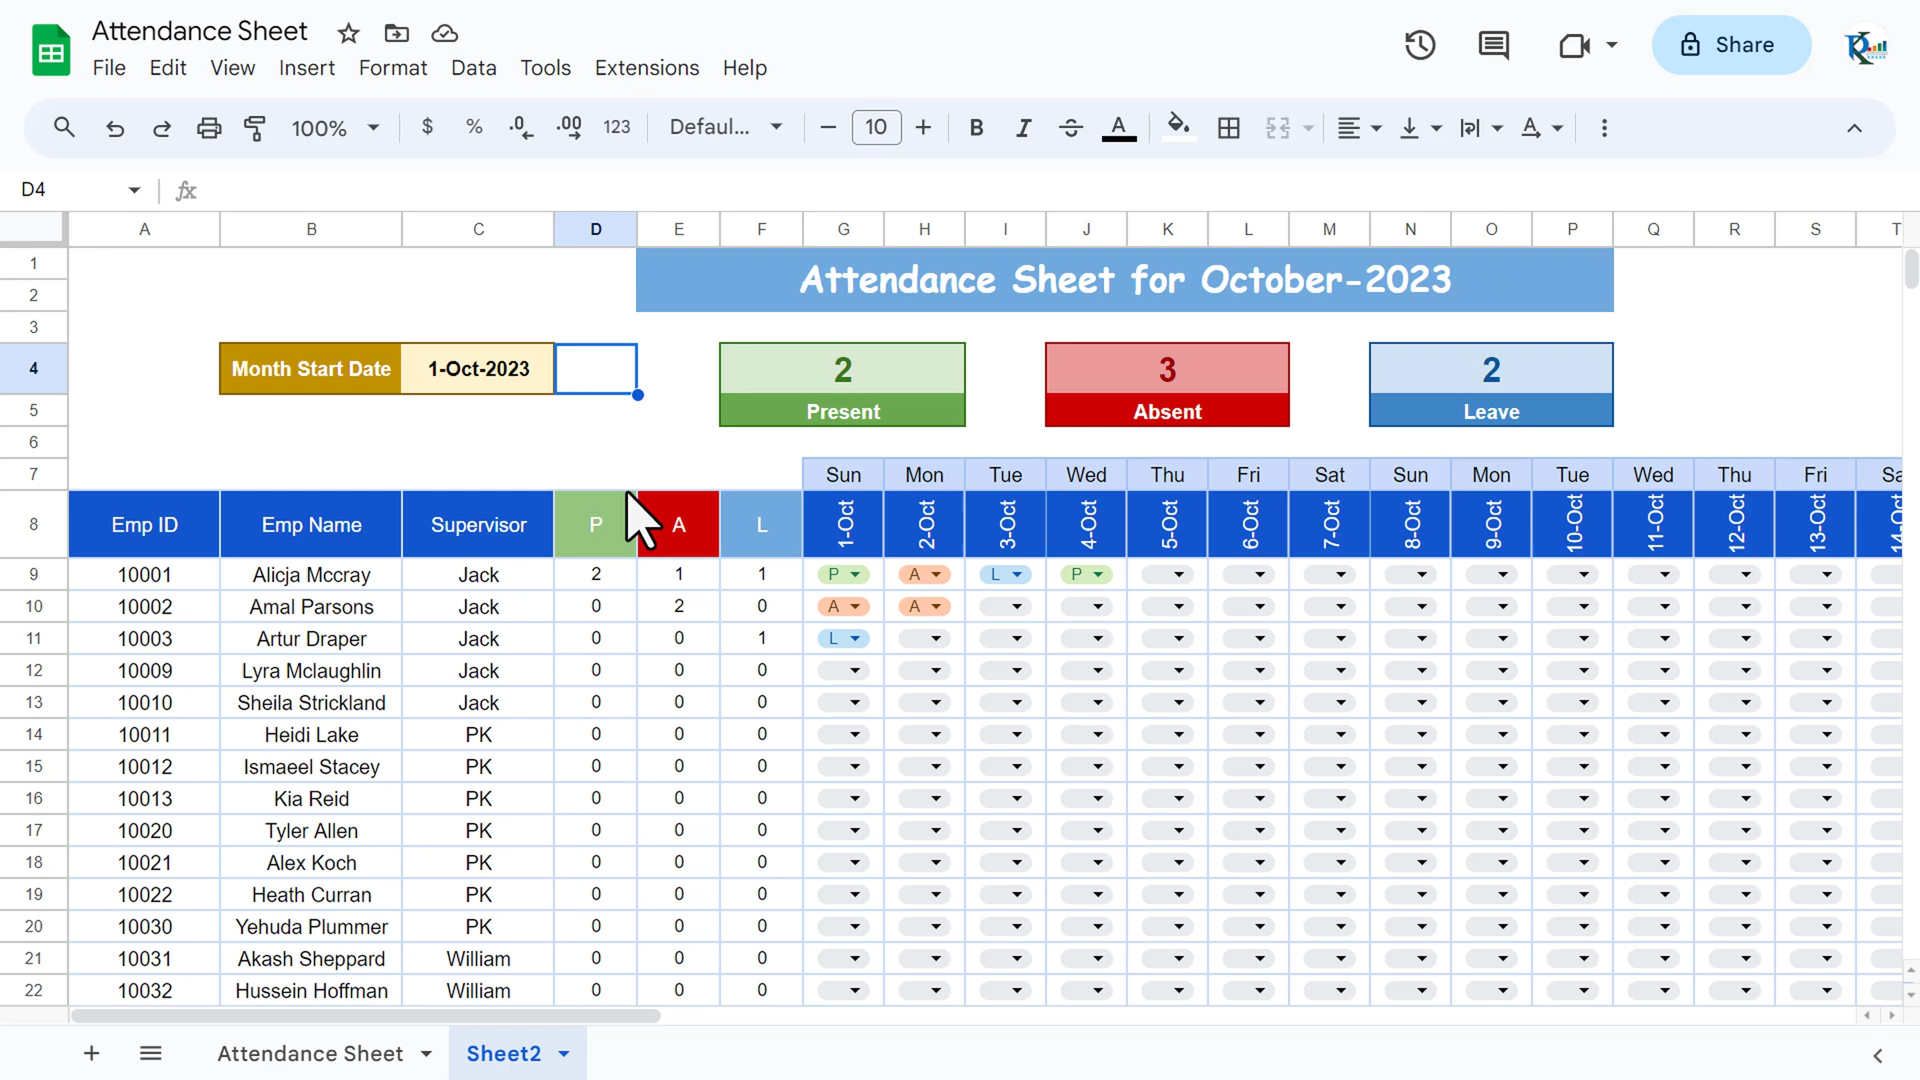 Attendance Sheet
File Edit View Insert Format Data Tools Extensions Help
Share
100% $ % .0 .00 123 Defaul... 10 B I S A
D4 fx
A B C D E F G H I J K L M N O P Q R S T
1 Attendance Sheet for October-2023
2
3
4 Month Start Date 1-Oct-2023 2 3 2
5 Present Absent Leave
6
7 Sun Mon Tue Wed Thu Fri Sat Sun Mon Tue Wed Thu Fri Sa
8 Emp ID Emp Name Supervisor P A L 1-Oct 2-Oct 3-Oct 4-Oct 5-Oct 6-Oct 7-Oct 8-Oct 9-Oct 10-Oct 11-Oct 12-Oct 13-Oct 14-Oct
9 10001 Alicja Mccray Jack 2 1 1 P A L P
10 10002 Amal Parsons Jack 0 2 0 A A
11 10003 Artur Draper Jack 0 0 1 L
12 10009 Lyra Mclaughlin Jack 0 0 0
13 10010 Sheila Strickland Jack 0 0 0
14 10011 Heidi Lake PK 0 0 0
15 10012 Ismaeel Stacey PK 0 0 0
16 10013 Kia Reid PK 0 0 0
17 10020 Tyler Allen PK 0 0 0
18 10021 Alex Koch PK 0 0 0
19 10022 Heath Curran PK 0 0 0
20 10030 Yehuda Plummer PK 0 0 0
21 10031 Akash Sheppard William 0 0 0
22 10032 Hussein Hoffman William 0 0 0
Attendance Sheet Sheet2